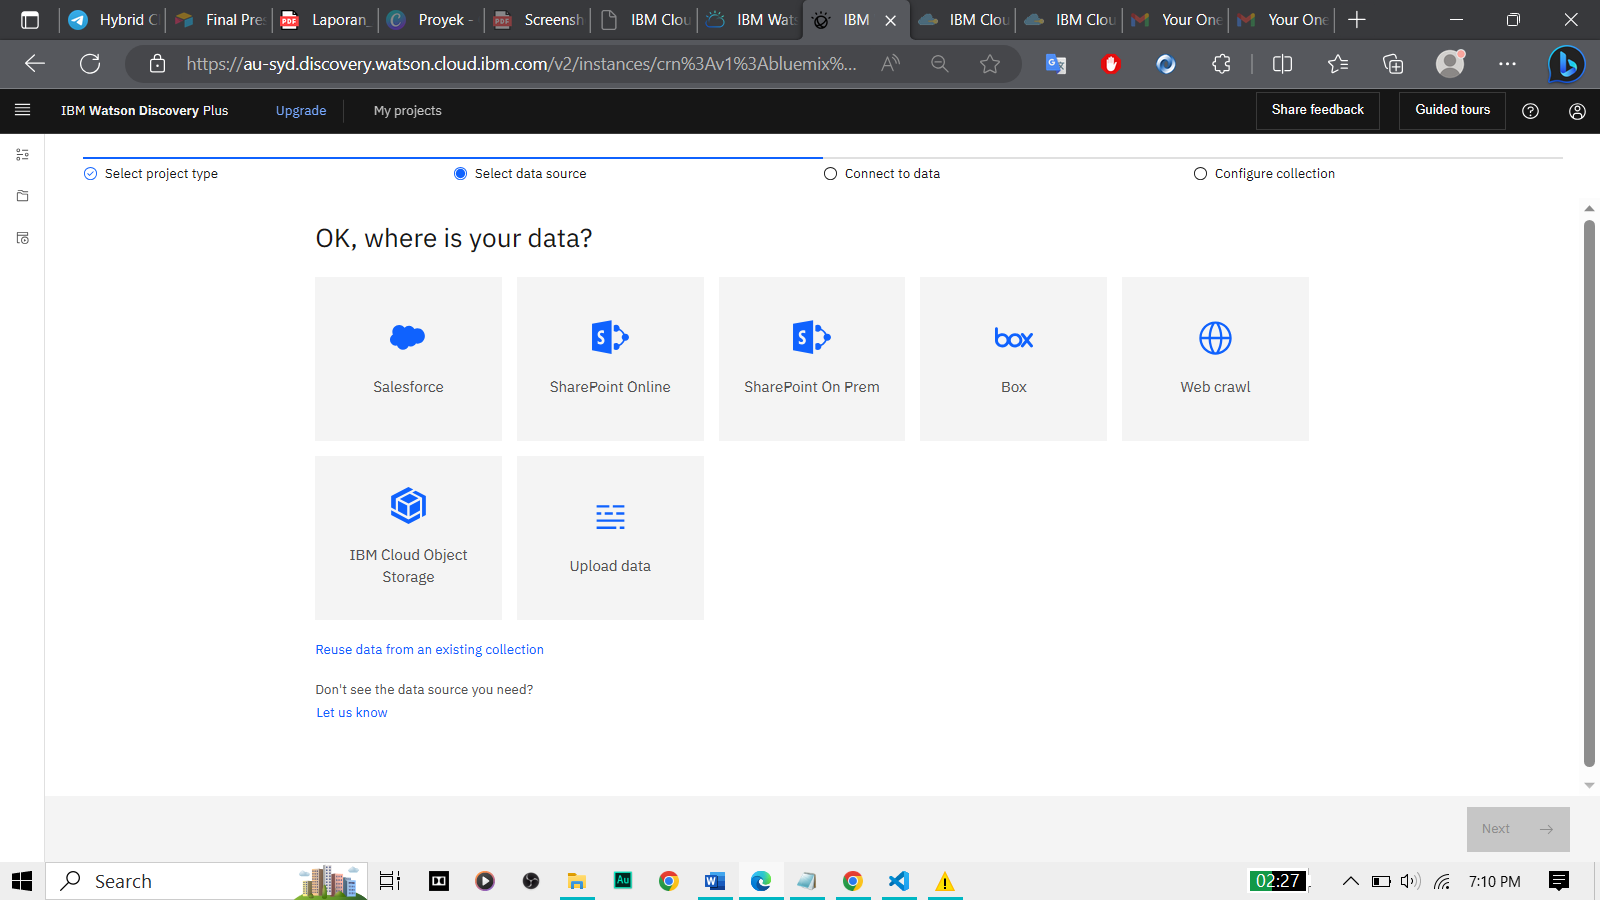 Hybrid C
Final Pre
Laporan_
Proyek -
Screensh
IBM Clou
IBM Wats
IBM
IBM Clou
IBM Clou
Your One
Your One
https://au-syd.discovery.watson.cloud.ibm.com/v2/instances/crn%3Av1%3Abluemix%...
IBM Watson Discovery Plus
Upgrade
My projects
Share feedback
Guided tours
Select project type
Select data source
Connect to data
Configure collection
OK, where is your data?
Salesforce
SharePoint Online
SharePoint On Prem
box
Box
Web crawl
IBM Cloud Object
Storage
Upload data
Reuse data from an existing collection
Don't see the data source you need?
Let us know
Next
Search
02:27
7:10 PM